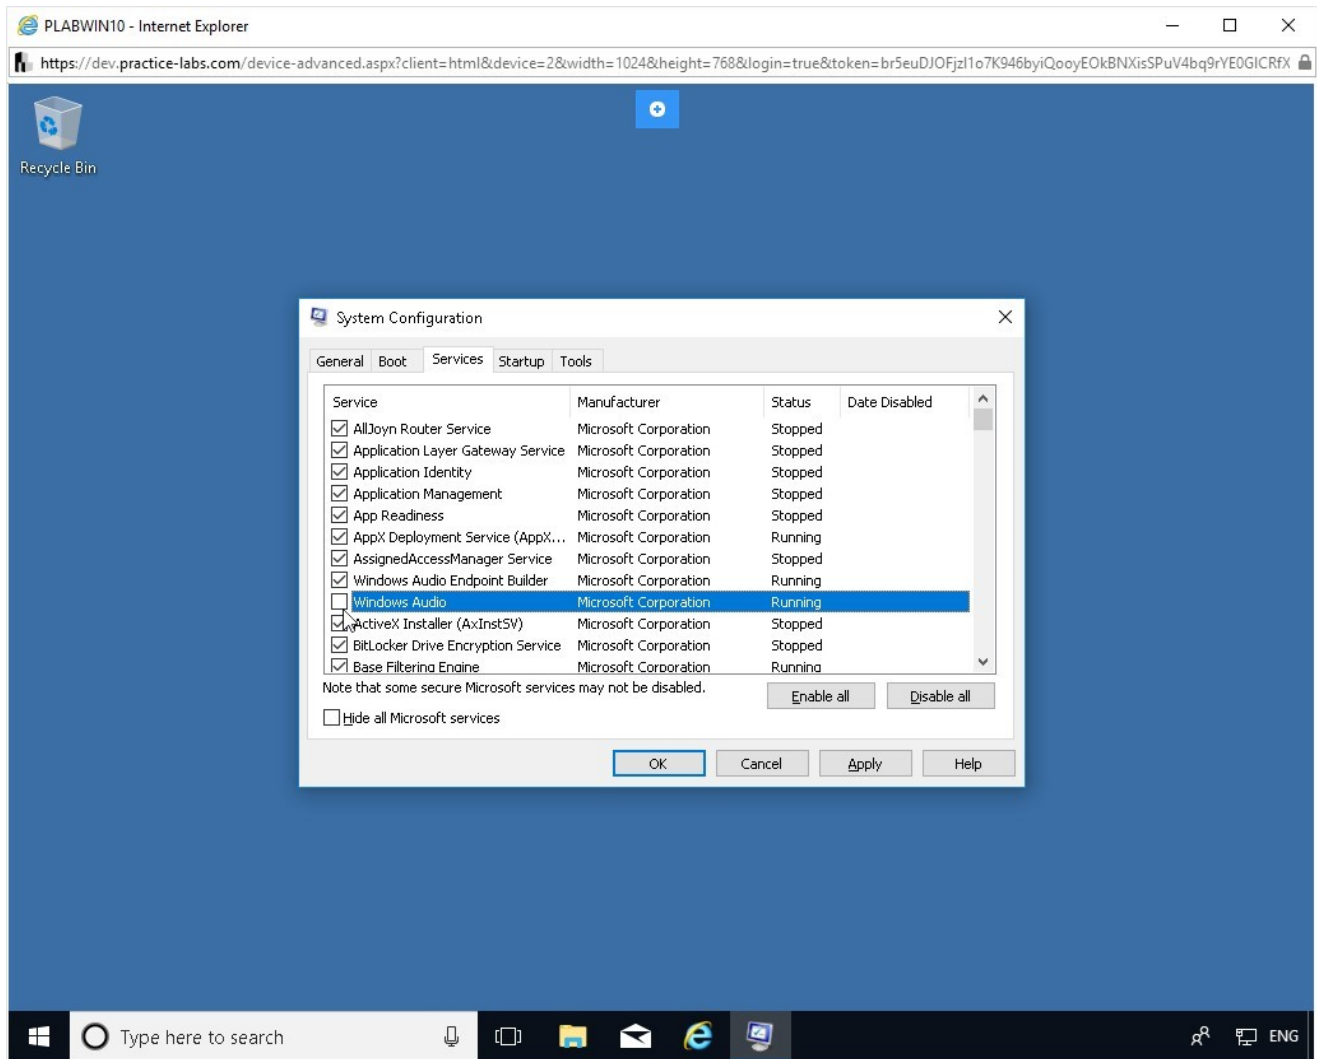 PLABWIN10 - Internet Explorer
https://dev.practice-labs.com/device-advanced.aspx?client=html&device=2&width=1024&height=768&login=true&token=br5euDJOFjzI1o7K946byiQooyEOkBNXisSPuV4bq9rYE0GICRfX
Recycle Bin
System Configuration
General Boot Services Startup Tools
Service Manufacturer Status Date Disabled
AllJoyn Router Service Microsoft Corporation Stopped
Application Layer Gateway Service Microsoft Corporation Stopped
Application Identity Microsoft Corporation Stopped
Application Management Microsoft Corporation Stopped
App Readiness Microsoft Corporation Stopped
AppX Deployment Service (AppX... Microsoft Corporation Running
AssignedAccessManager Service Microsoft Corporation Stopped
Windows Audio Endpoint Builder Microsoft Corporation Running
Windows Audio Microsoft Corporation Running
ActiveX Installer (AxInstSV) Microsoft Corporation Stopped
BitLocker Drive Encryption Service Microsoft Corporation Stopped
Base Filtering Engine Microsoft Corporation Running
Note that some secure Microsoft services may not be disabled.
Enable all Disable all
Hide all Microsoft services
OK Cancel Apply Help
Type here to search
ENG